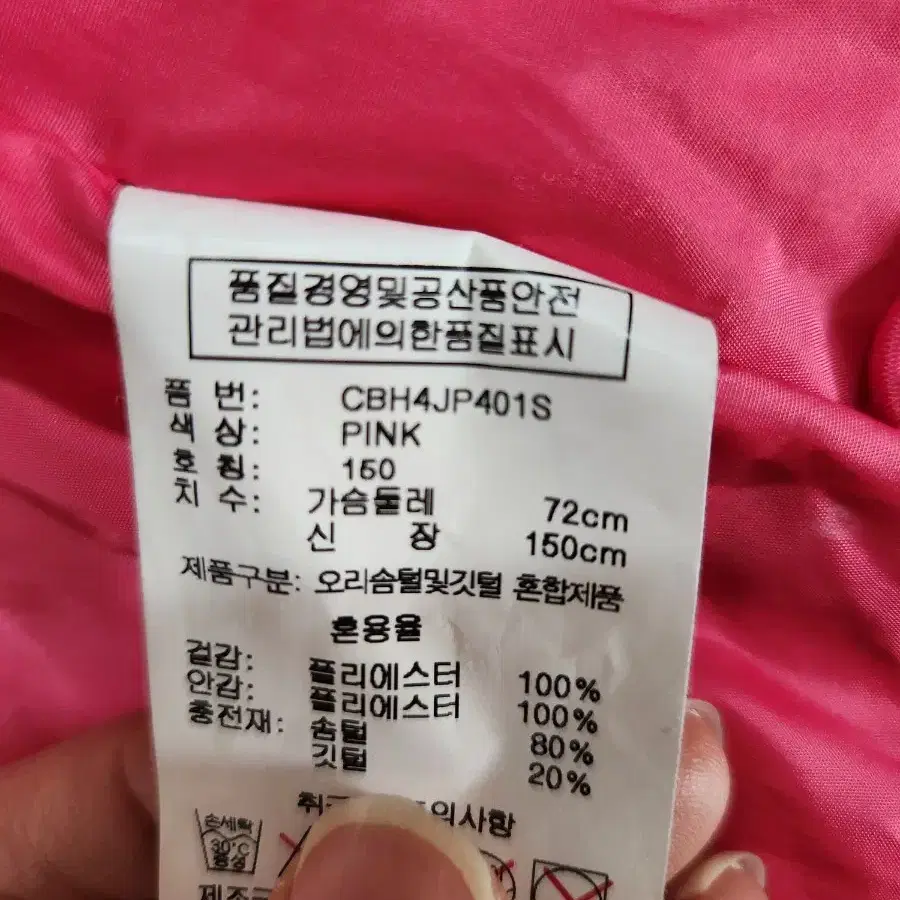 품질경영및공산품안전
관리법에의한품질표시
품 번: CBH4JP401S
색 상: PINK
호 칭: 150
치 수: 가슴둘레 72cm
신 장 150cm
제품구분: 오리솜털및깃털 혼합제품
혼용율
겉감: 폴리에스터 100%
안감: 폴리에스터 100%
충전재: 솜털 80%
깃털 20%
손세탁
30°C
중성